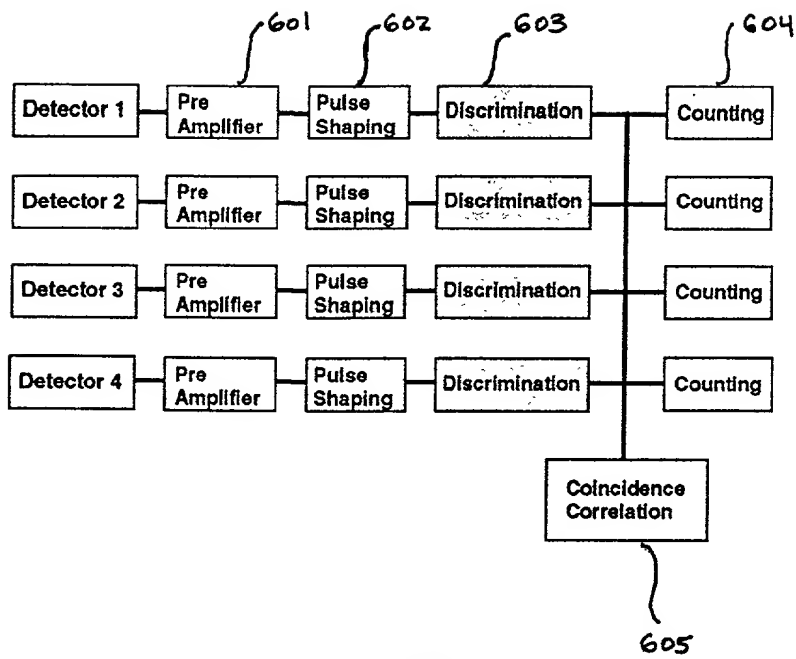 601 602 603 604
Detector 1 Pre Amplifier Pulse Shaping Discrimination Counting
Detector 2 Pre Amplifier Pulse Shaping Discrimination Counting
Detector 3 Pre Amplifier Pulse Shaping Discrimination Counting
Detector 4 Pre Amplifier Pulse Shaping Discrimination Counting
Coincidence
Correlation
605